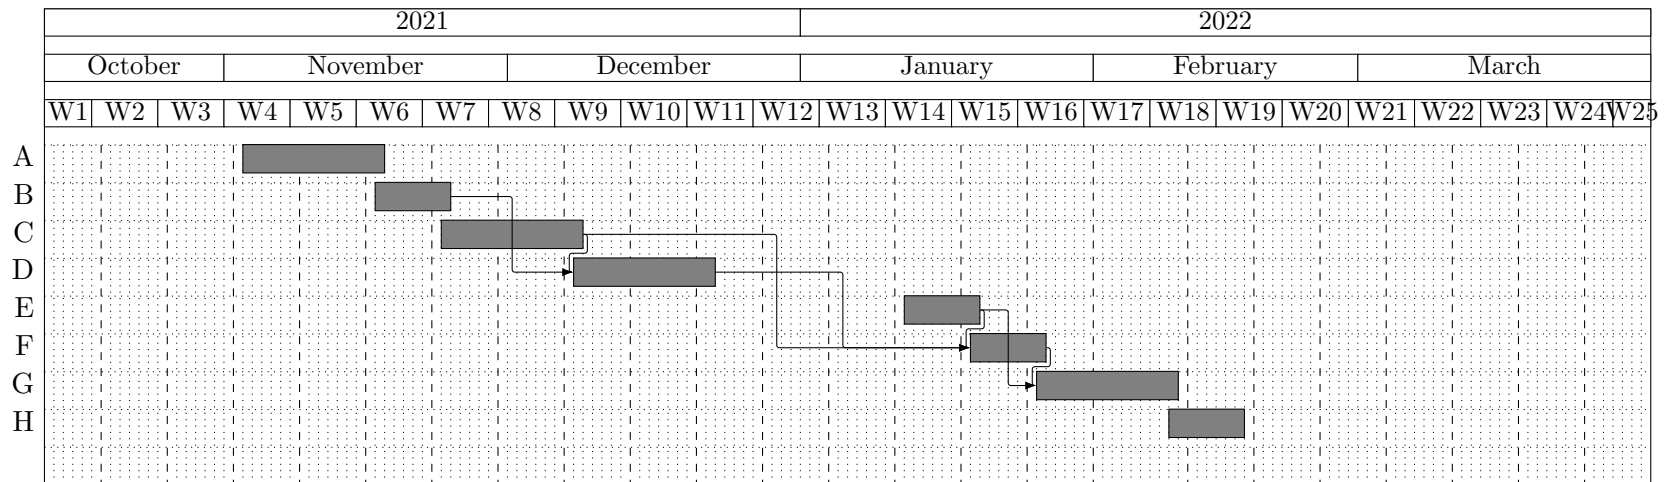 2021 2022
October November December January February March
W1 W2 W3 W4 W5 W6 W7 W8 W9 W10 W11 W12 W13 W14 W15 W16 W17 W18 W19 W20 W21 W22 W23 W24 W25
A
B
C
D
E
F
G
H